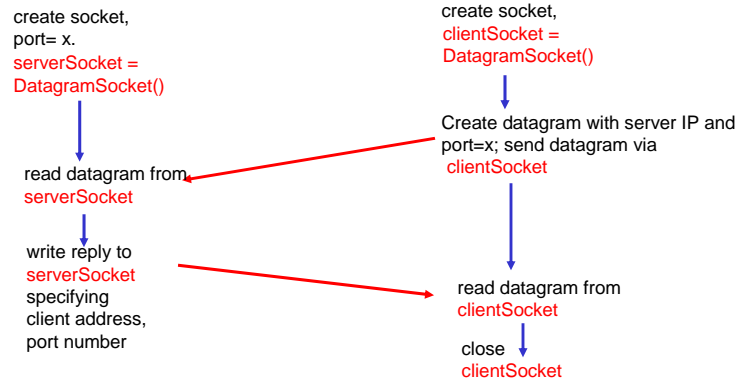 create socket,
port= x.
serverSocket =
DatagramSocket()
read datagram from
serverSocket
write reply to
serverSocket
specifying
client address,
port number
create socket,
clientSocket =
DatagramSocket()
Create datagram with server IP and
port=x; send datagram via
clientSocket
read datagram from
clientSocket
close
clientSocket